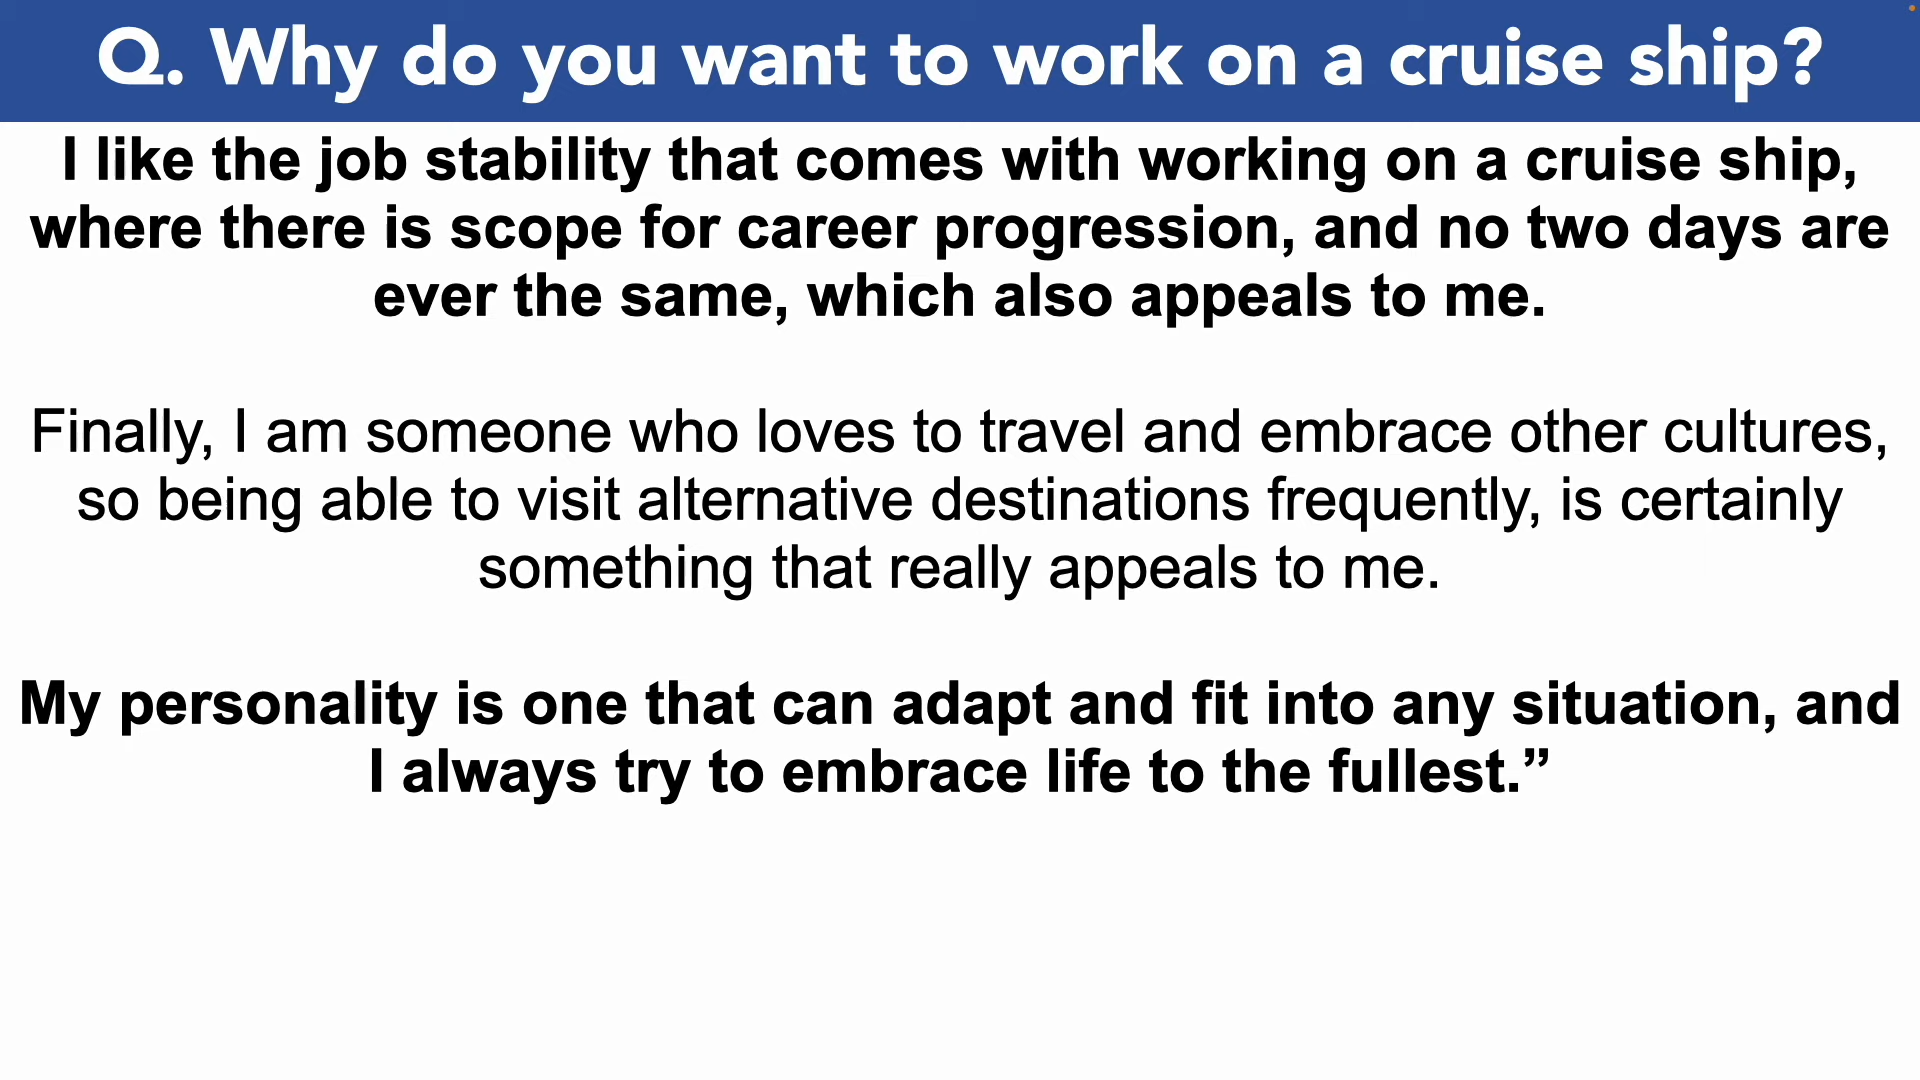 Q. Why do you want to work on a cruise ship?
I like the job stability that comes with working on a cruise ship,
where there is scope for career progression, and no two days are
ever the same, which also appeals to me.
Finally, I am someone who loves to travel and embrace other cultures,
so being able to visit alternative destinations frequently, is certainly
something that really appeals to me.
My personality is one that can adapt and fit into any situation, and
I always try to embrace life to the fullest.”